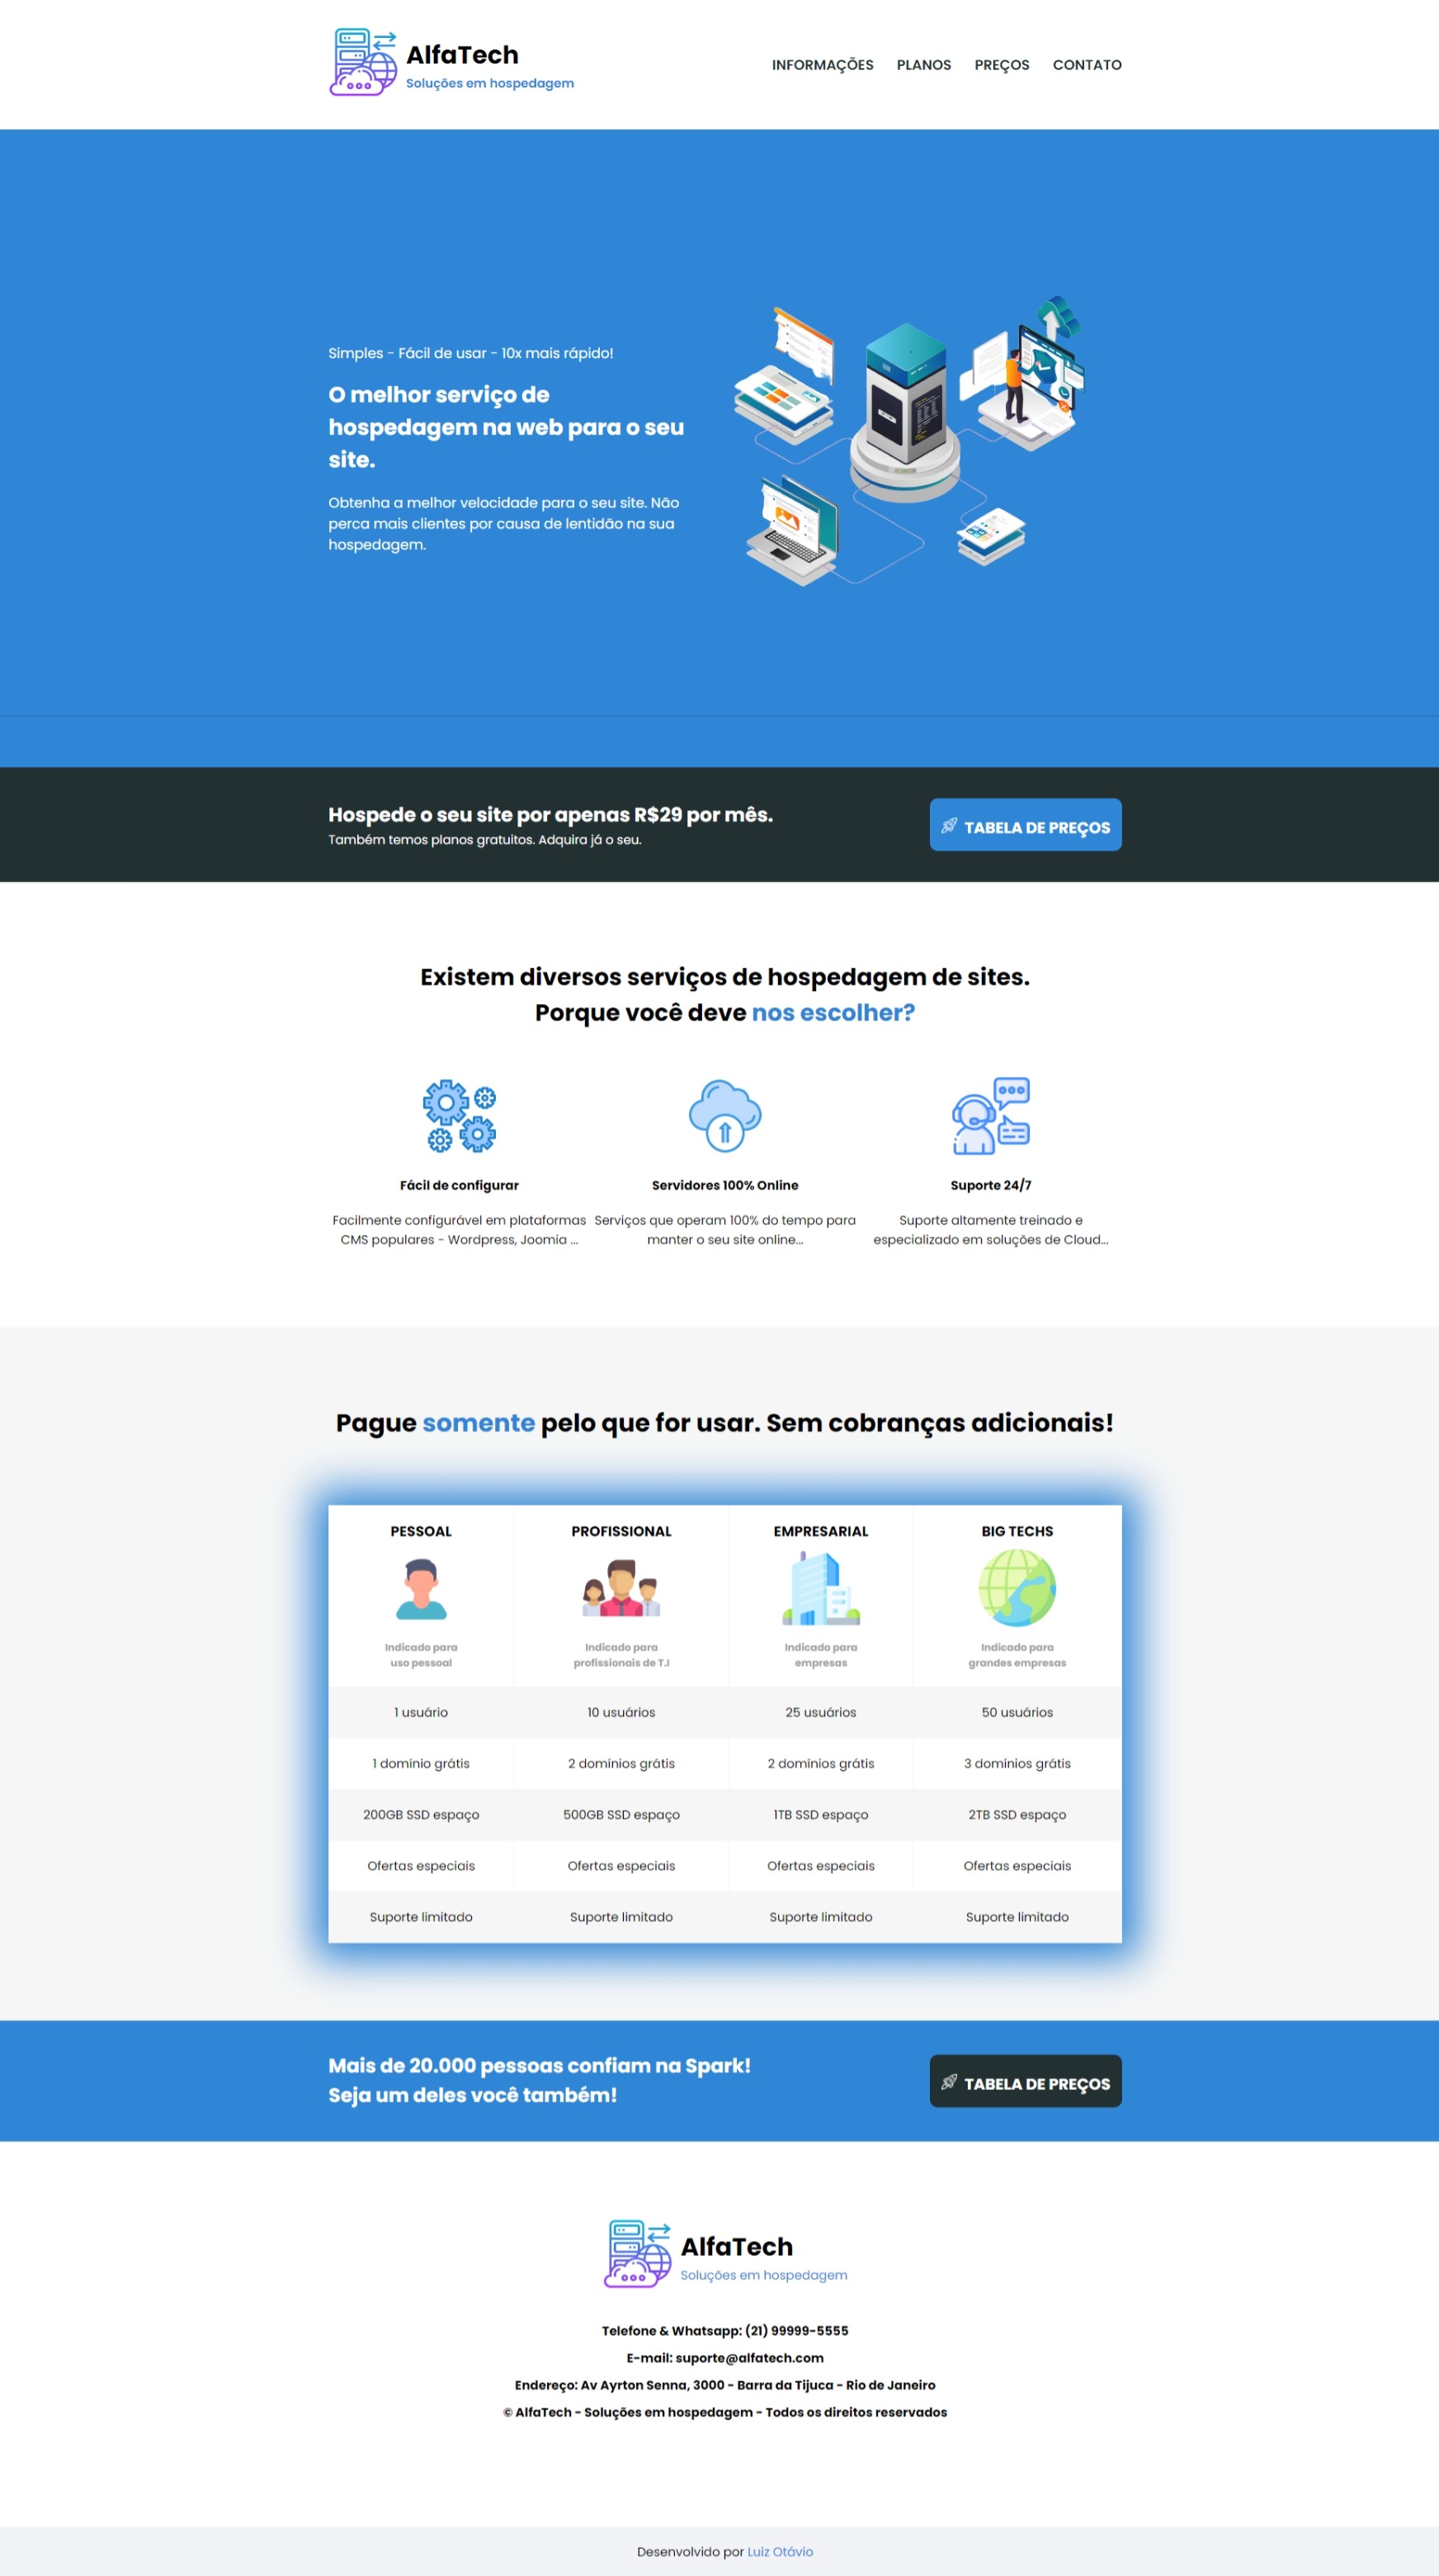 AlfaTech
Soluções em hospedagem
INFORMAÇÕES PLANOS PREÇOS CONTATO
Simples - Fácil de usar - 10x mais rápido!
O melhor serviço de
hospedagem na web para o seu
site.
Obtenha a melhor velocidade para o seu site. Não
perca mais clientes por causa de lentidão na sua
hospedagem.
Hospede o seu site por apenas R$29 por mês.
Também temos planos gratuitos. Adquira já o seu.
TABELA DE PREÇOS
Existem diversos serviços de hospedagem de sites.
Porque você deve nos escolher?
Fácil de configurar
Facilmente configurável em plataformas
CMS populares - Wordpress, Joomia ...
Servidores 100% Online
Serviços que operam 100% do tempo para
manter o seu site online...
Suporte 24/7
Suporte altamente treinado e
especializado em soluções de Cloud...
Pague somente pelo que for usar. Sem cobranças adicionais!
PESSOAL PROFISSIONAL EMPRESARIAL BIG TECHS
Indicado para
uso pessoal
Indicado para
profissionais de T.I
Indicado para
empresas
Indicado para
grandes empresas
1 usuário 10 usuários 25 usuários 50 usuários
1 domínio grátis 2 domínios grátis 2 domínios grátis 3 domínios grátis
200GB SSD espaço 500GB SSD espaço 1TB SSD espaço 2TB SSD espaço
Ofertas especiais Ofertas especiais Ofertas especiais Ofertas especiais
Suporte limitado Suporte limitado Suporte limitado Suporte limitado
Mais de 20.000 pessoas confiam na Spark!
Seja um deles você também!
TABELA DE PREÇOS
AlfaTech
Soluções em hospedagem
Telefone & Whatsapp: (21) 99999-5555
E-mail: suporte@alfatech.com
Endereço: Av Ayrton Senna, 3000 - Barra da Tijuca - Rio de Janeiro
© AlfaTech - Soluções em hospedagem - Todos os direitos reservados
Desenvolvido por Luiz Otávio